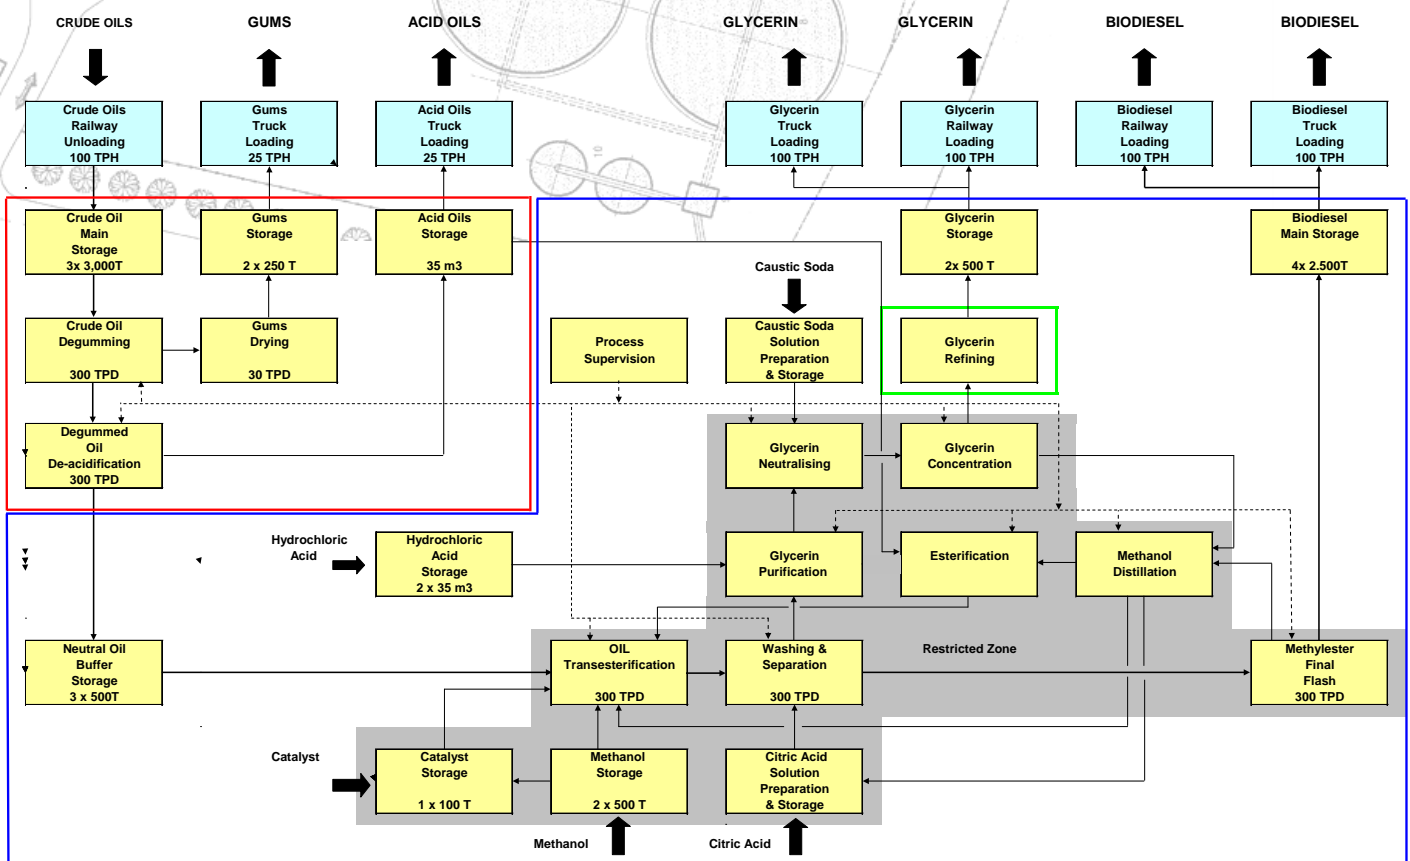 CRUDE OILS
GUMS
ACID OILS
GLYCERIN
GLYCERIN
BIODIESEL
BIODIESEL
Crude Oils
Railway
Unloading
100 TPH
Gums
Truck
Loading
25 TPH
Acid Oils
Truck
Loading
25 TPH
Glycerin
Truck
Loading
100 TPH
Glycerin
Railway
Loading
100 TPH
Biodiesel
Railway
Loading
100 TPH
Biodiesel
Truck
Loading
100 TPH
10
Crude Oil
Main
Storage
3x 3,000T
Gums
Storage
2 x 250 T
Acid Oils
Storage
35 m3
Glycerin
Storage
2x 500 T
Biodiesel
Main Storage
4x 2.500T
Caustic Soda
Crude Oil
Degumming
300 TPD
Gums
Drying
30 TPD
Process
Supervision
Caustic Soda
Solution
Preparation
& Storage
Glycerin
Refining
Degummed
Oil
De-acidification
300 TPD
Glycerin
Neutralising
Glycerin
Concentration
Hydrochloric
Acid
Hydrochloric
Acid
Storage
2 x 35 m3
Glycerin
Purification
Esterification
Methanol
Distillation
Neutral Oil
Buffer
Storage
3 x 500T
OIL
Transesterification
300 TPD
Washing &
Separation
300 TPD
Restricted Zone
Methylester
Final
Flash
300 TPD
Catalyst
Catalyst
Storage
1 x 100 T
Methanol
Storage
2 x 500 T
Citric Acid
Solution
Preparation
& Storage
Methanol
Citric Acid